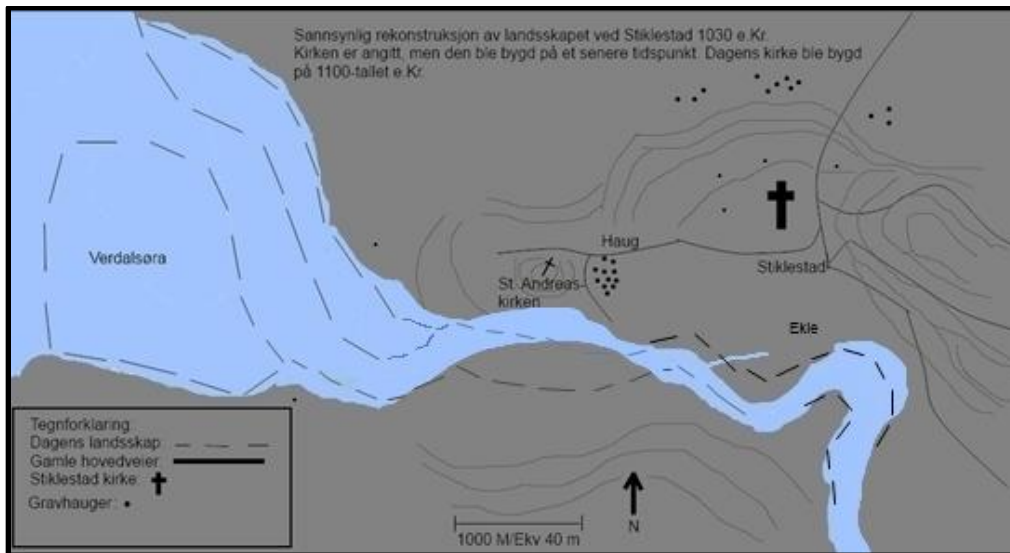 Sannsynlig rekonstruksjon av landsskapet ved Stiklestad 1030 e.Kr.
Kirken er angitt, men den ble bygd på et senere tidspunkt. Dagens kirke ble bygd
på 1100-tallet e.Kr.
Verdalsøra
Haug
St. Andreas-
kirken
Stiklestad
Ekle
Tegnforklaring:
Dagens landsskap:
Gamle hovedveier:
Stiklestad kirke:
Gravhauger:
N
1000 M/Ekv 40 m